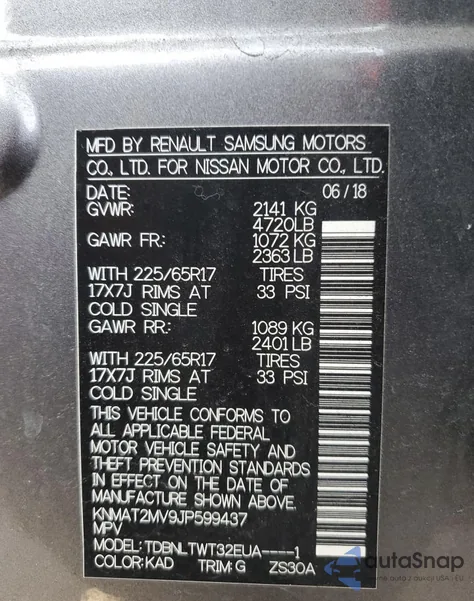 MFD BY RENAULT SAMSUNG MOTORS
CO., LTD. FOR NISSAN MOTOR CO., LTD.
DATE: 06/18
GVWR: 2141 KG
4720LB
GAWR FR: 1072 KG
2363 LB
WITH 225/65R17 TIRES
17X7J RIMS AT 33 PSI
COLD SINGLE
GAWR RR: 1089 KG
2401 LB
WITH 225/65R17 TIRES
17X7J RIMS AT 33 PSI
COLD SINGLE
THIS VEHICLE CONFORMS TO
ALL APPLICABLE FEDERAL
MOTOR VEHICLE SAFETY AND
THEFT PREVENTION STANDARDS
IN EFFECT ON THE DATE OF
MANUFACTURE SHOWN ABOVE.
KNMAT2MV9JP599437
MPV
MODEL: TDBNLTWT32EUA----1
COLOR: KAD TRIM: G ZS30A
autoSnap